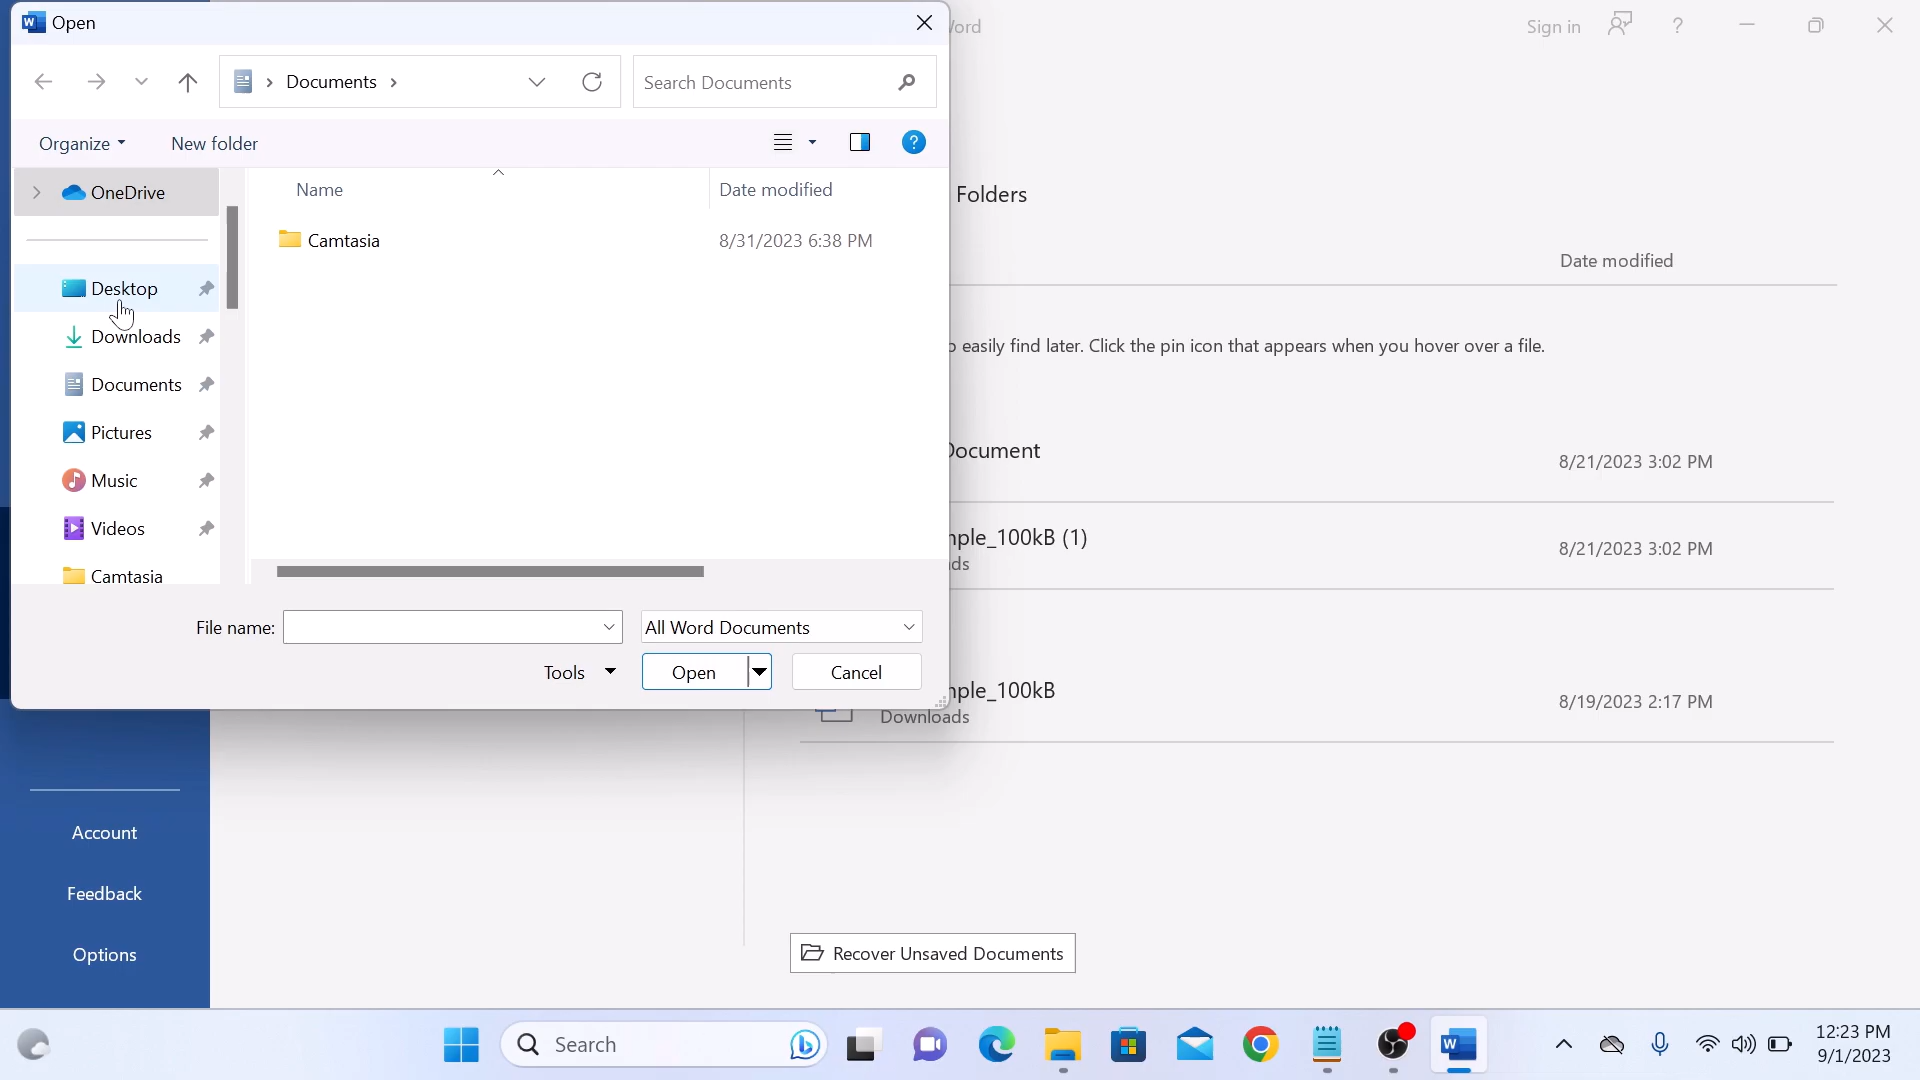 Open
Word
Sign in
?
Documents
Search Documents
Organize
New folder
?
OneDrive
Name
Date modified
Camtasia
8/31/2023 6:38 PM
Desktop
Downloads
Documents
Pictures
Music
Videos
Camtasia
File name:
All Word Documents
Tools
Open
Cancel
Folders
Date modified
easily find later. Click the pin icon that appears when you hover over a file.
Document
8/21/2023 3:02 PM
mple_100kB (1)
ds
8/21/2023 3:02 PM
mple_100kB
Downloads
8/19/2023 2:17 PM
Account
Feedback
Options
Recover Unsaved Documents
Search
12:23 PM
9/1/2023